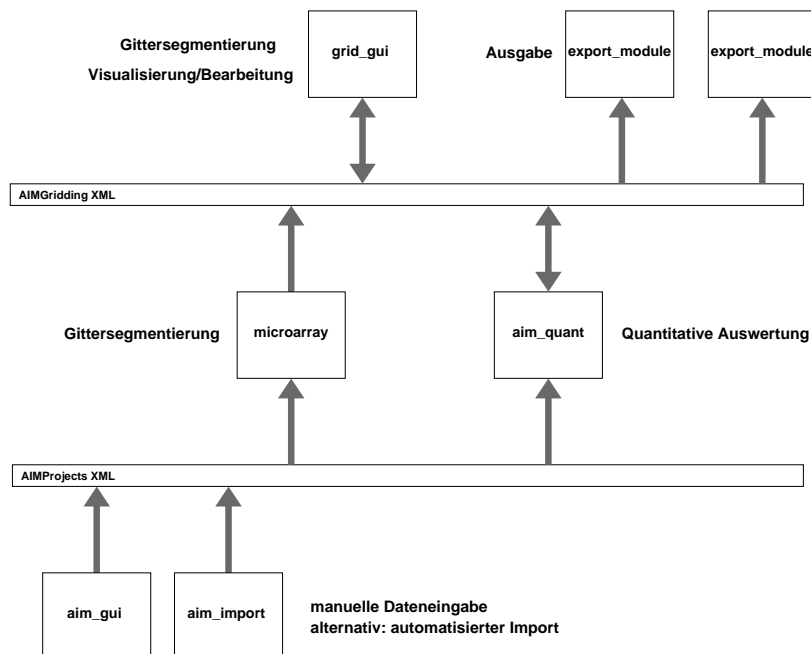 Gittersegmentierung
Visualisierung/Bearbeitung
grid_gui
Ausgabe
export_module
export_module
AIMGridding XML
Gittersegmentierung
microarray
aim_quant
Quantitative Auswertung
AIMProjects XML
aim_gui
aim_import
manuelle Dateneingabe
alternativ: automatisierter Import